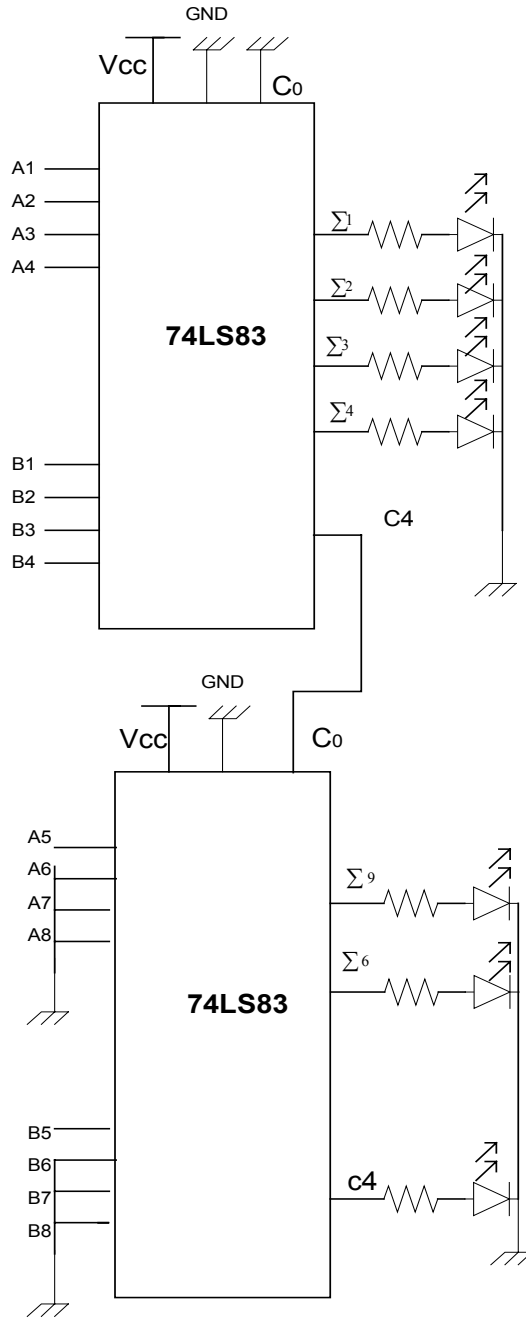 GND
Vcc
C0
A1
A2
A3
A4
Σ1
Σ2
Σ3
Σ4
74LS83
B1
B2
B3
B4
C4
GND
Vcc
C0
A5
A6
A7
A8
Σ9
Σ6
74LS83
B5
B6
B7
B8
c4